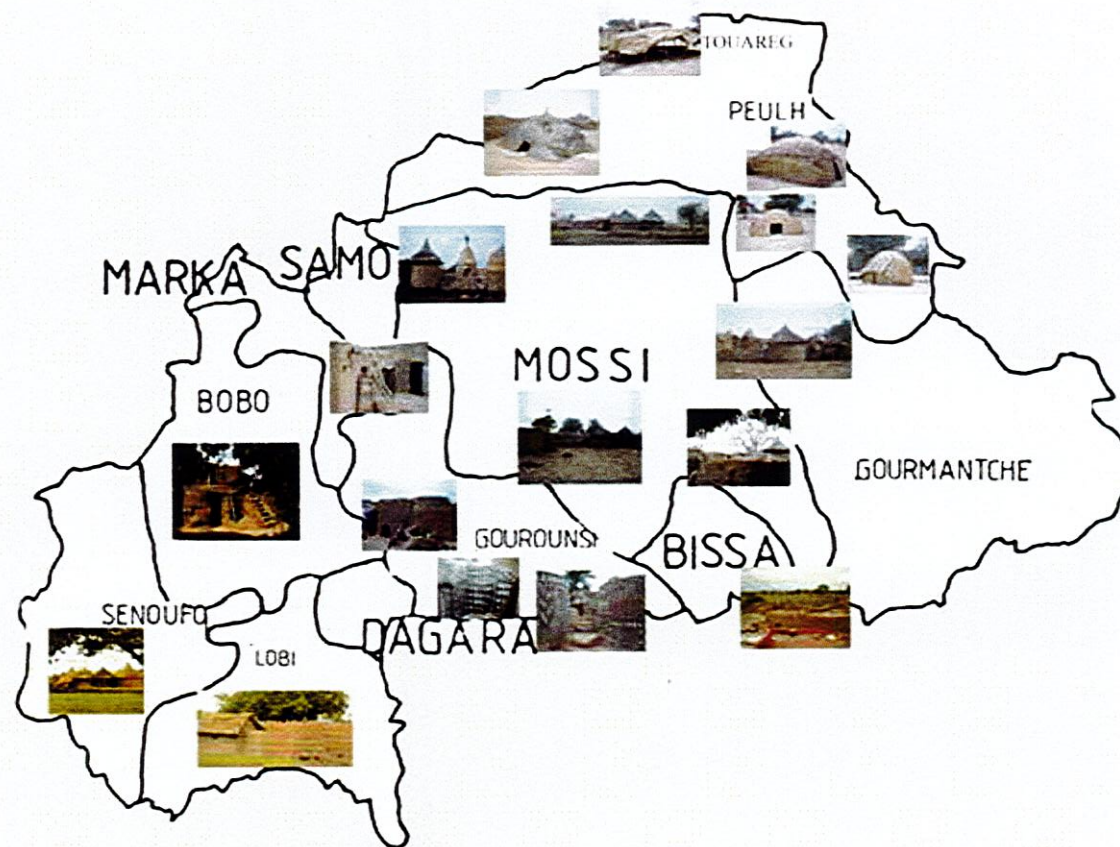 TOUAREG
PEULH
MARKA
SAMO
MOSSI
BOBO
GOURMANTCHE
GOUROUNSI
BISSA
SENOUFO
DAGARA
LOBI